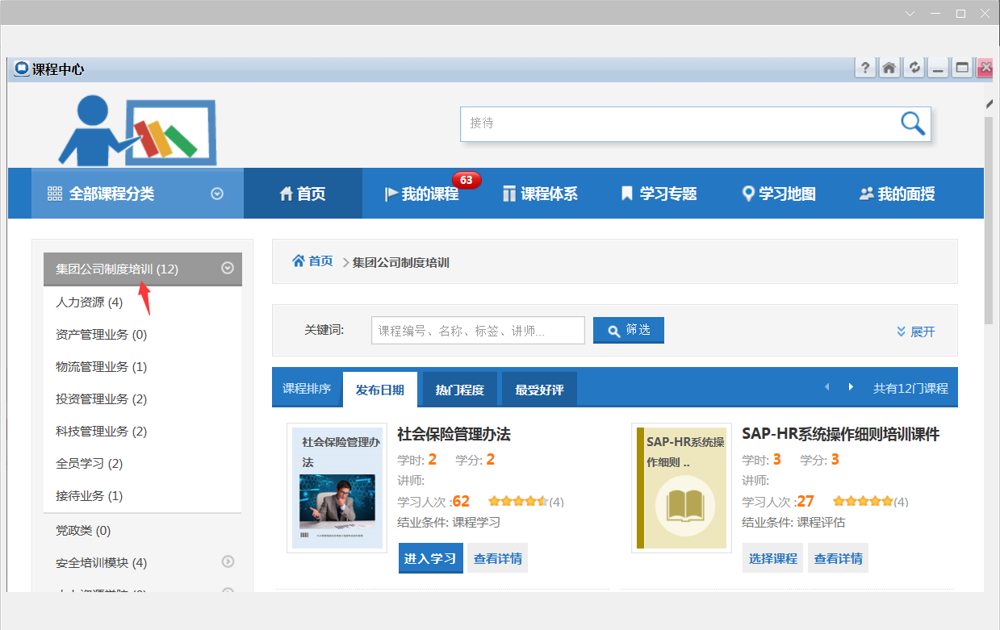 课程中心
接待
全部课程分类
首页
我的课程
63
课程体系
学习专题
学习地图
我的面授
集团公司制度培训 (12)
人力资源 (4)
资产管理业务 (0)
物流管理业务 (1)
投资管理业务 (2)
科技管理业务 (2)
全员学习 (2)
接待业务 (1)
党政类 (0)
安全培训模块 (4)
首页
集团公司制度培训
关键词:
课程编号、名称、标签、讲师...
筛选
展开
课程排序
发布日期
热门程度
最受好评
共有12门课程
社会保险管理办
法
社会保险管理办法
学时: 2 学分: 2
讲师:
学习人次 :62 (4)
结业条件: 课程学习
进入学习
查看详情
SAP-HR系统操
作细则 ..
SAP-HR系统操作细则培训课件
学时: 3 学分: 3
讲师:
学习人次 :27 (4)
结业条件: 课程评估
选择课程
查看详情